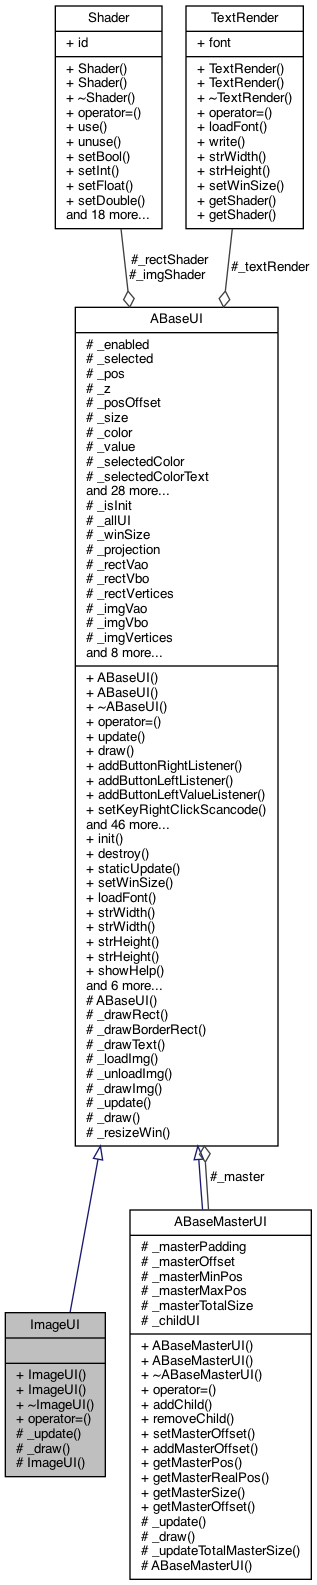 Shader
+ id
+ Shader()
+ Shader()
+ ~Shader()
+ operator=()
+ use()
+ unuse()
+ setBool()
+ setInt()
+ setFloat()
+ setDouble()
and 18 more...
TextRender
+ font
+ TextRender()
+ TextRender()
+ ~TextRender()
+ operator=()
+ loadFont()
+ write()
+ strWidth()
+ strHeight()
+ setWinSize()
+ getShader()
+ getShader()
#_rectShader
#_imgShader
#_textRender
ABaseUI
# _enabled
# _selected
# _pos
# _z
# _posOffset
# _size
# _color
# _value
# _selectedColor
# _selectedColorText
and 28 more...
# _isInit
# _allUI
# _winSize
# _projection
# _rectVao
# _rectVbo
# _rectVertices
# _imgVao
# _imgVbo
# _imgVertices
and 8 more...
+ ABaseUI()
+ ABaseUI()
+ ~ABaseUI()
+ operator=()
+ update()
+ draw()
+ addButtonRightListener()
+ addButtonLeftListener()
+ addButtonLeftValueListener()
+ setKeyRightClickScancode()
and 46 more...
+ init()
+ destroy()
+ staticUpdate()
+ setWinSize()
+ loadFont()
+ strWidth()
+ strWidth()
+ strHeight()
+ strHeight()
+ showHelp()
and 6 more...
# ABaseUI()
# _drawRect()
# _drawBorderRect()
# _drawText()
# _loadImg()
# _unloadImg()
# _drawImg()
# _update()
# _draw()
# _resizeWin()
#_master
ABaseMasterUI
# _masterPadding
# _masterOffset
# _masterMinPos
# _masterMaxPos
# _masterTotalSize
# _childUI
+ ABaseMasterUI()
+ ABaseMasterUI()
+ ~ABaseMasterUI()
+ operator=()
+ addChild()
+ removeChild()
+ setMasterOffset()
+ addMasterOffset()
+ getMasterPos()
+ getMasterRealPos()
+ getMasterSize()
+ getMasterOffset()
# _update()
# _draw()
# _updateTotalMasterSize()
# ABaseMasterUI()
ImageUI
+ ImageUI()
+ ImageUI()
+ ~ImageUI()
+ operator=()
# _update()
# _draw()
# ImageUI()